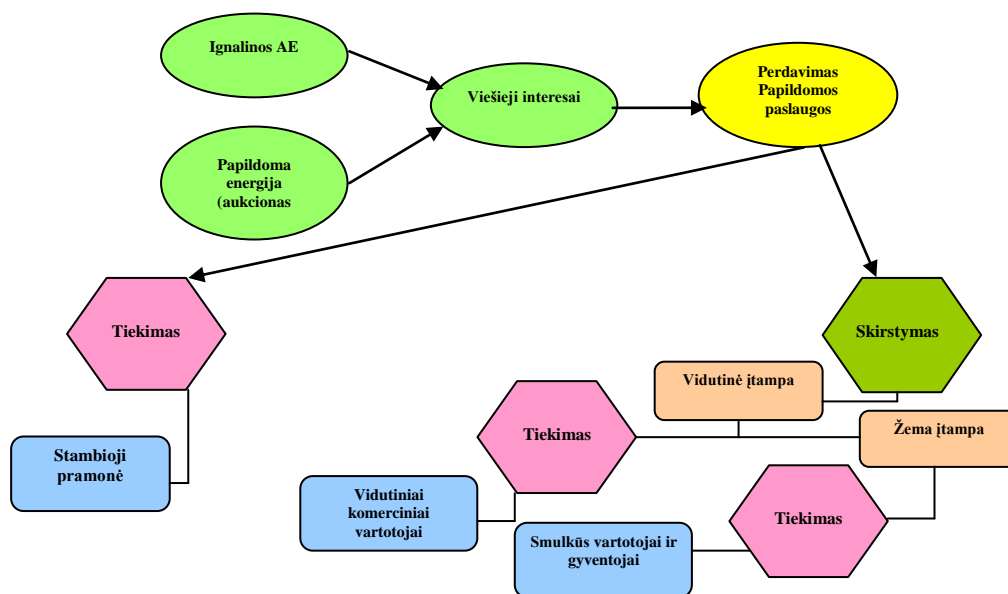 Ignalinos AE
Viešieji interesai
Perdavimas
Papildomos
paslaugos
Papildoma
energija
(aukcionas
Tiekimas
Skirstymas
Vidutinė įtampa
Tiekimas
Žema įtampa
Stambioji
pramonė
Vidutiniai
komerciniai
vartotojai
Tiekimas
Smulkūs vartotojai ir
gyventojai